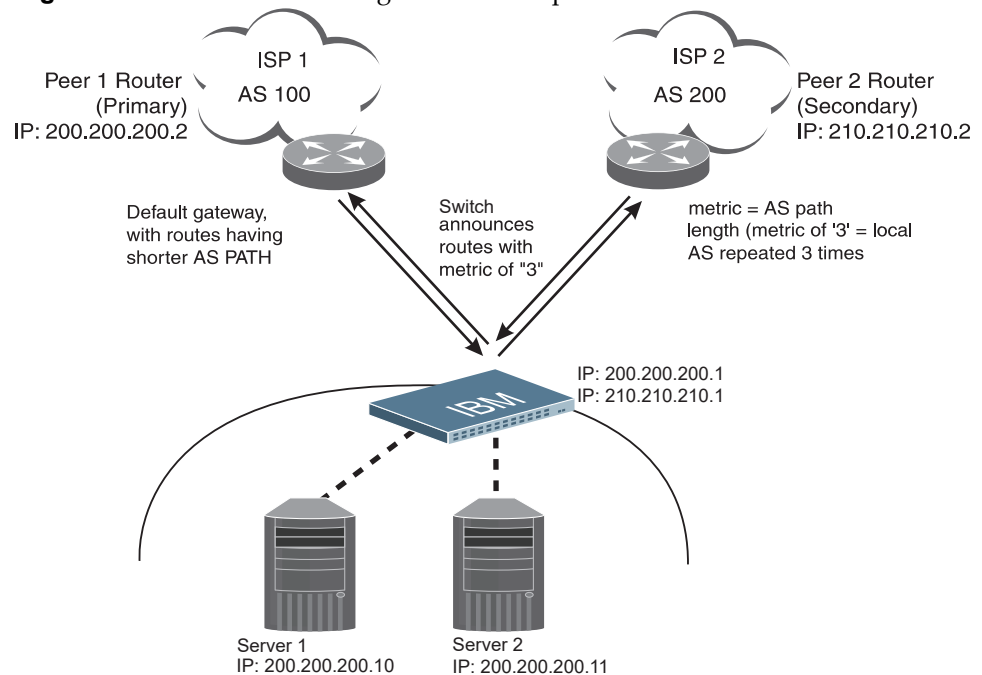 ISP 1
AS 100
Peer 1 Router
(Primary)
IP: 200.200.200.2
ISP 2
AS 200
Peer 2 Router
(Secondary)
IP: 210.210.210.2
Default gateway,
with routes having
shorter AS PATH
Switch
announces
routes with
metric of "3"
metric = AS path
length (metric of '3' = local
AS repeated 3 times
IP: 200.200.200.1
IP: 210.210.210.1
IBM
Server 1
IP: 200.200.200.10
Server 2
IP: 200.200.200.11